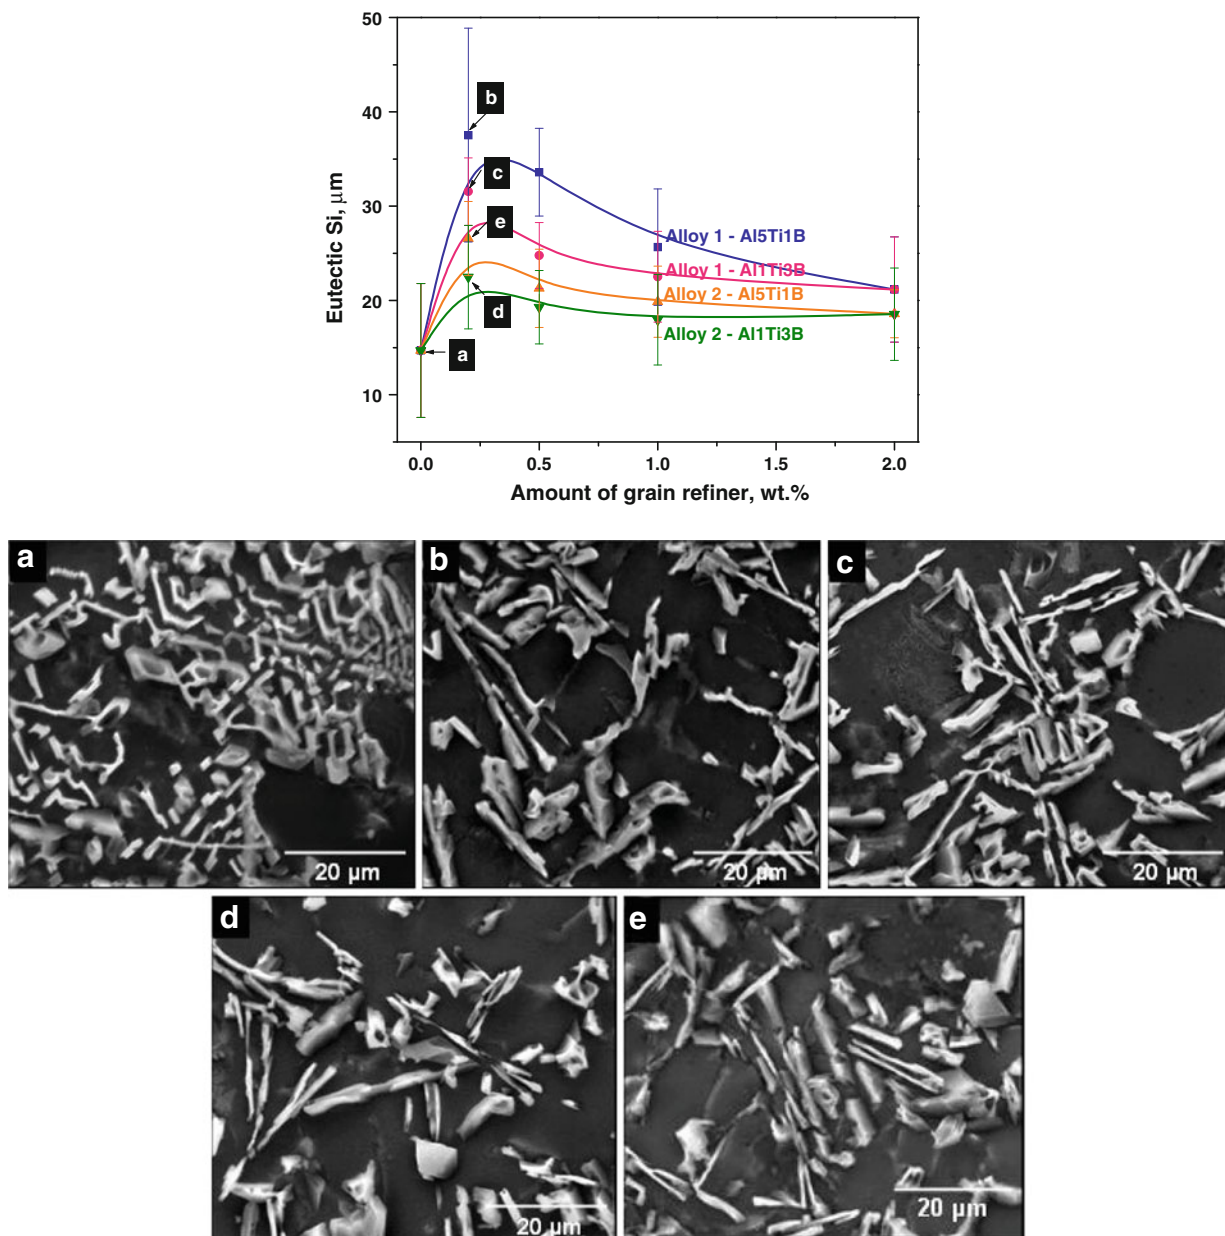 50
40
30
20
10
Eutectic Si, μm
b
c
e
d
a
Alloy 1 - Al5Ti1B
Alloy 1 - Al1Ti3B
Alloy 2 - Al5Ti1B
Alloy 2 - Al1Ti3B
0.0 0.5 1.0 1.5 2.0
Amount of grain refiner, wt.%
a
20 μm
b
20 μm
c
20 μm
d
20 μm
e
20 μm